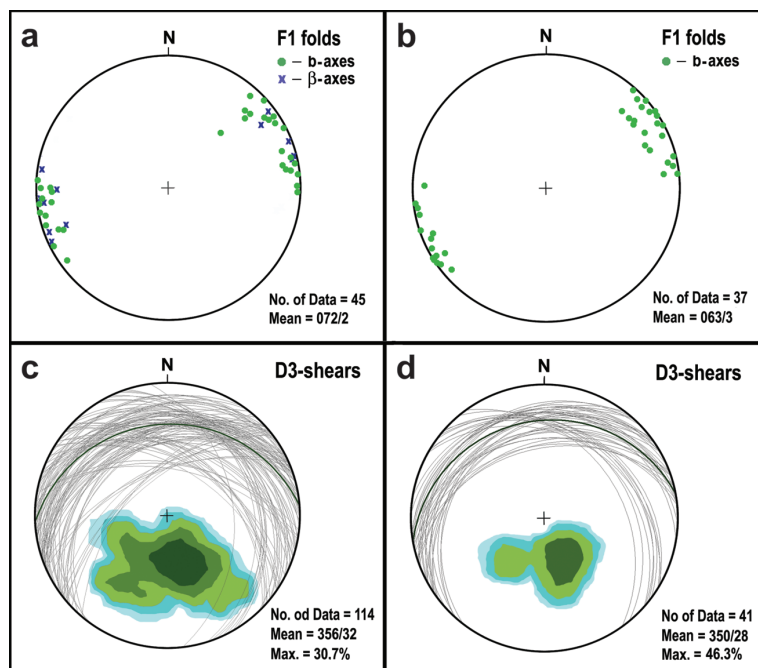 a
N
F1 folds
– b-axes
x – β-axes
No. of Data = 45
Mean = 072/2
b
N
F1 folds
– b-axes
No. of Data = 37
Mean = 063/3
c
N
D3-shears
No. od Data = 114
Mean = 356/32
Max. = 30.7%
d
N
D3-shears
No of Data = 41
Mean = 350/28
Max. = 46.3%